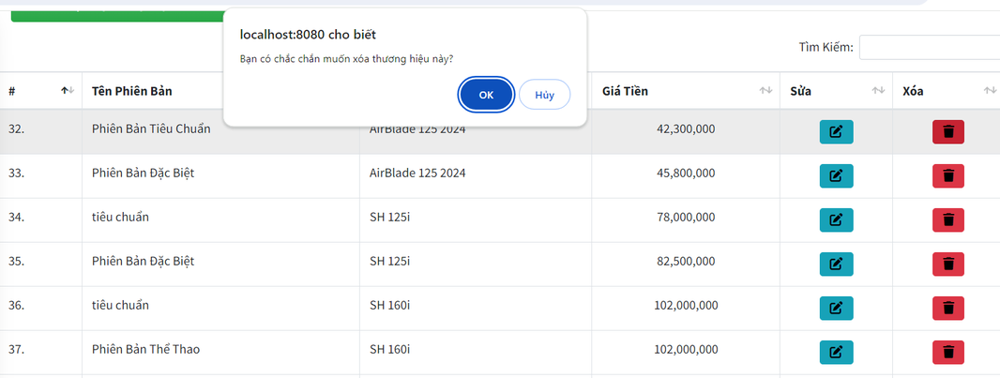 localhost:8080 cho biết
Bạn có chắc chắn muốn xóa thương hiệu này?
OK Hủy
Tìm Kiếm:
# Tên Phiên Bản Giá Tiền Sửa Xóa
32. Phiên Bản Tiêu Chuẩn AirBlade 125 2024 42,300,000
33. Phiên Bản Đặc Biệt AirBlade 125 2024 45,800,000
34. tiêu chuẩn SH 125i 78,000,000
35. Phiên Bản Đặc Biệt SH 125i 82,500,000
36. tiêu chuẩn SH 160i 102,000,000
37. Phiên Bản Thể Thao SH 160i 102,000,000